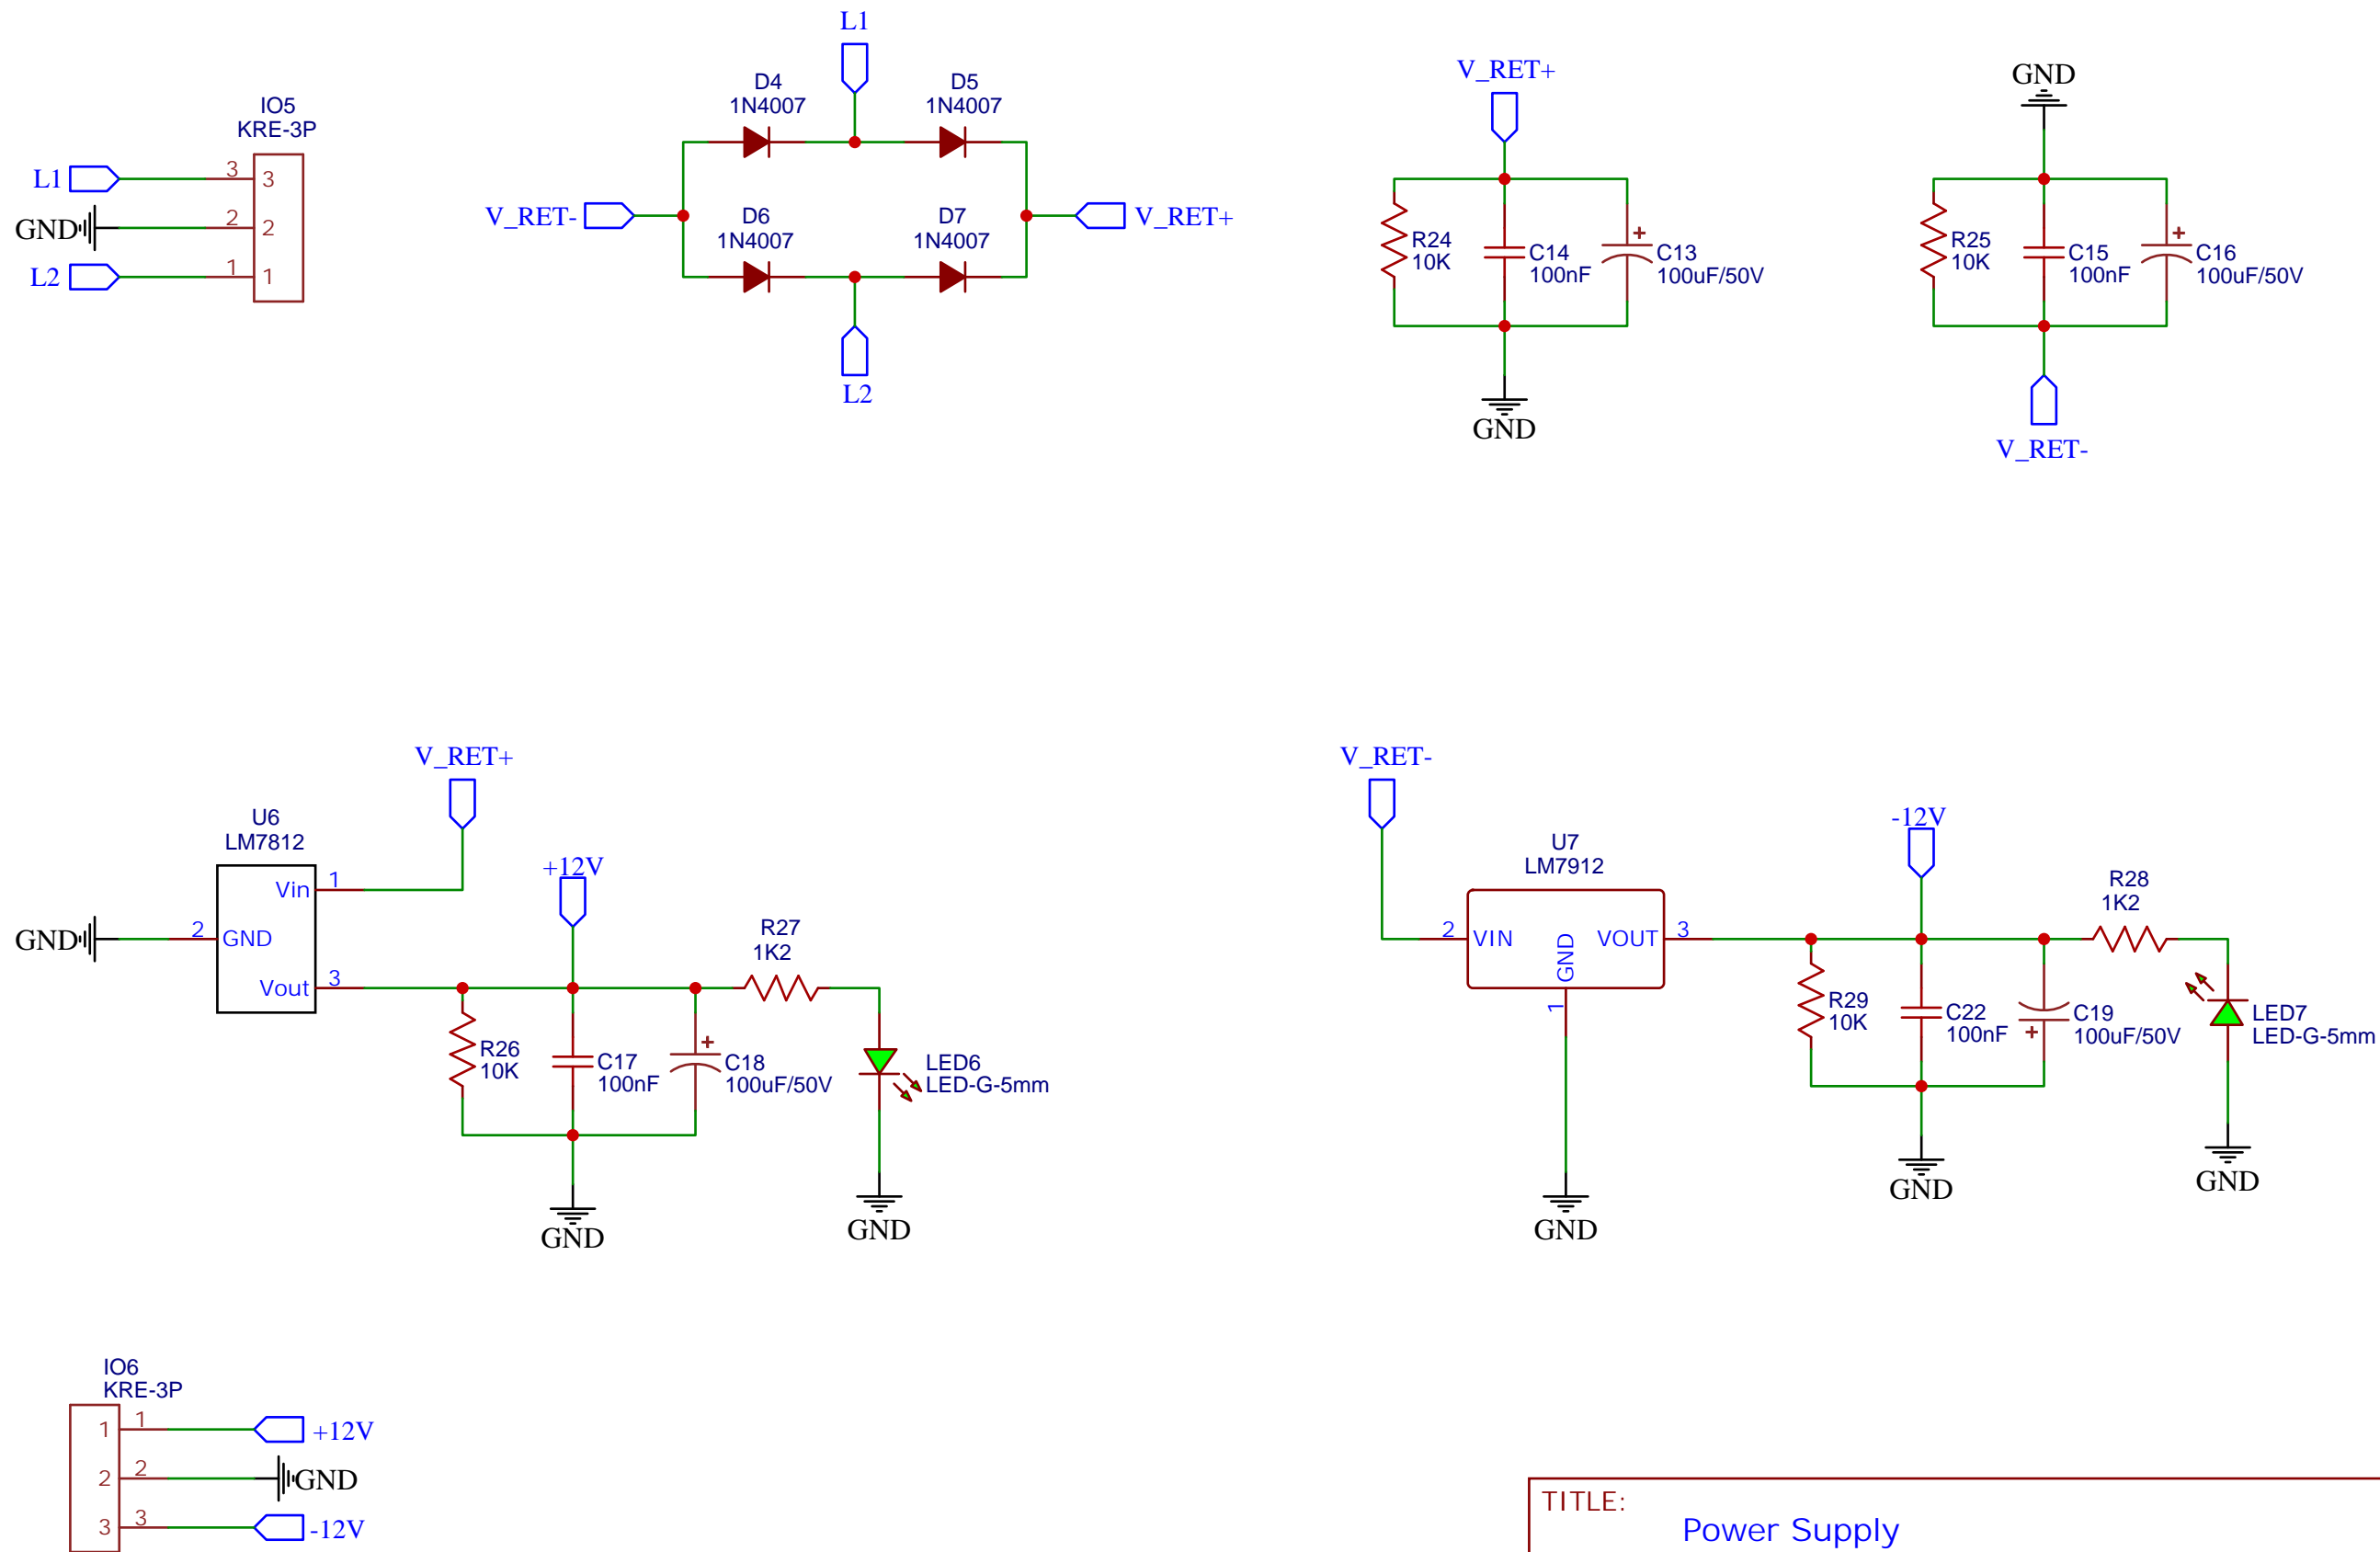 IO5
KRE-3P
L1
3
3
GND
2
2
L2
1
1
L1
D4
1N4007
D5
1N4007
V_RET-
D6
1N4007
D7
1N4007
V_RET+
L2
V_RET+
R24
10K
C14
100nF
+
C13
100uF/50V
GND
GND
R25
10K
C15
100nF
+
C16
100uF/50V
V_RET-
V_RET+
U6
LM7812
Vin
1
GND
2
GND
Vout
3
+12V
R27
1K2
R26
10K
C17
100nF
+
C18
100uF/50V
LED6
LED-G-5mm
GND
GND
V_RET-
U7
LM7912
2
VIN
GND
VOUT
3
1
-12V
R28
1K2
R29
10K
C22
100nF
+
C19
100uF/50V
LED7
LED-G-5mm
GND
GND
GND
IO6
KRE-3P
1
1
+12V
2
2
GND
3
3
-12V
TITLE:
Power Supply